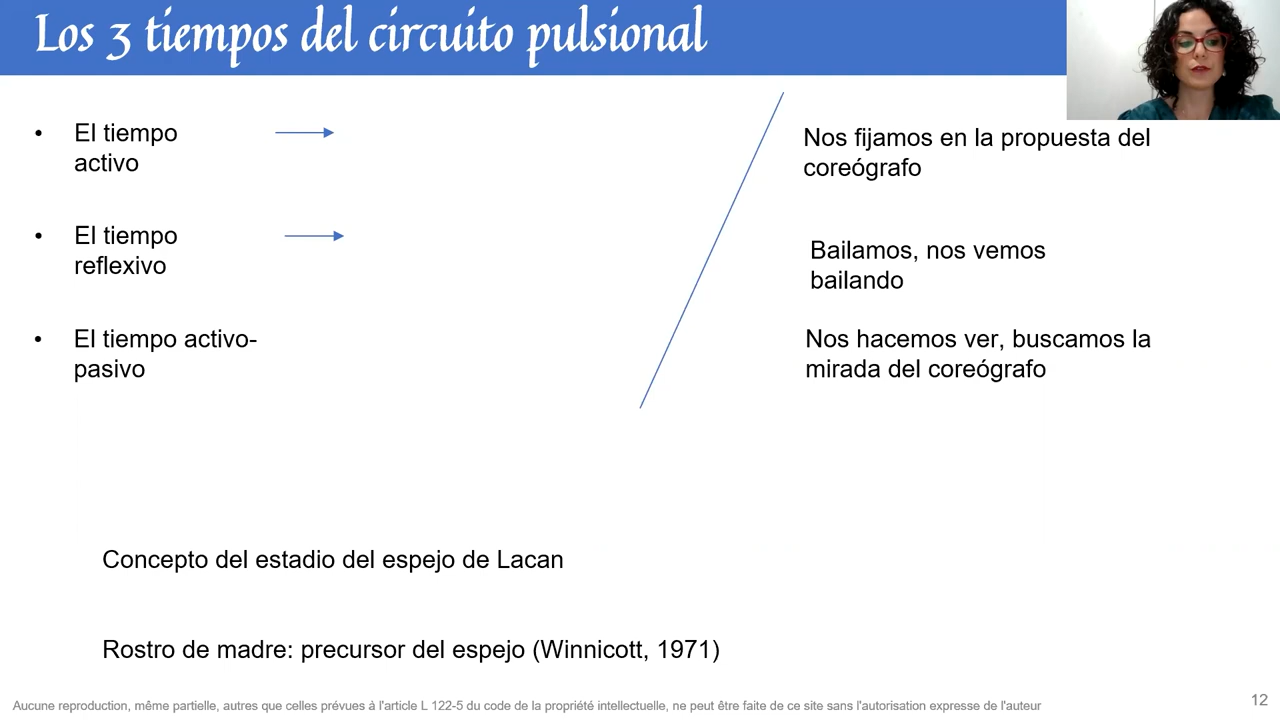 Los 3 tiempos del circuito pulsional
• El tiempo
activo
• El tiempo
reflexivo
• El tiempo activo-
pasivo
Nos fijamos en la propuesta del
coreógrafo
Bailamos, nos vemos
bailando
Nos hacemos ver, buscamos la
mirada del coreógrafo
Concepto del estadio del espejo de Lacan
Rostro de madre: precursor del espejo (Winnicott, 1971)
Aucune reproduction, même partielle, autres que celles prévues à l'article L 122-5 du code de la propriété intellectuelle, ne peut être faite de ce site sans l'autorisation expresse de l'auteur
12